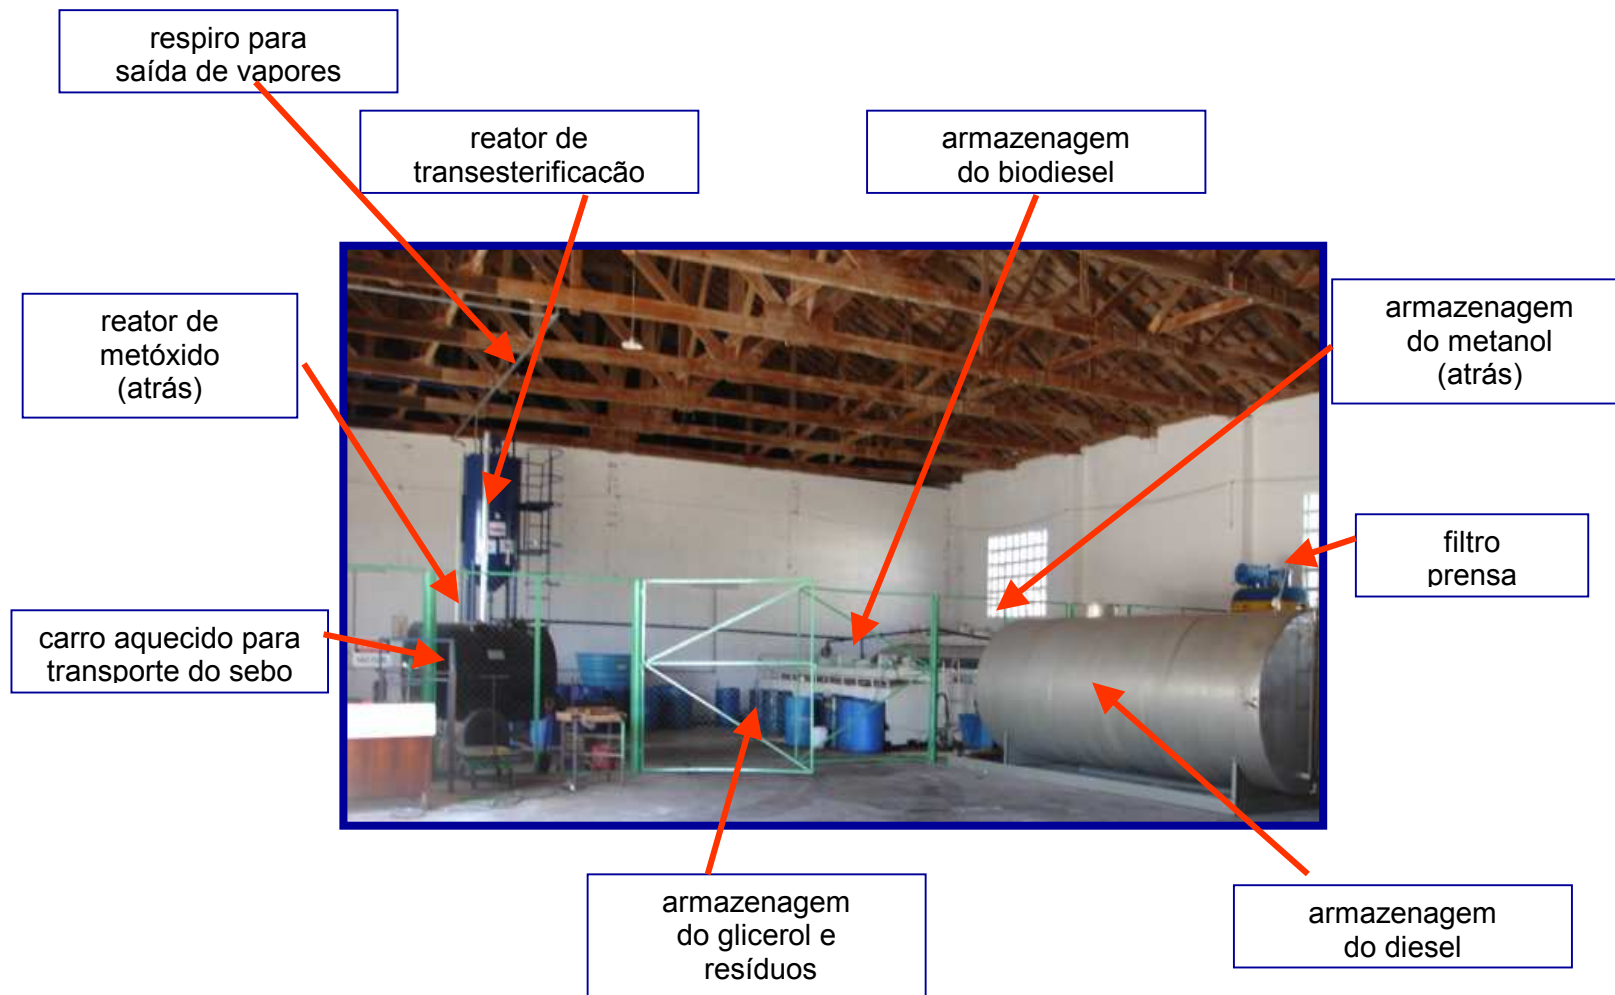 respiro para
saída de vapores
reator de
transesterificacão
armazenagem
do biodiesel
reator de
metóxido
(atrás)
armazenagem
do metanol
(atrás)
filtro
prensa
carro aquecido para
transporte do sebo
armazenagem
do glicerol e
resíduos
armazenagem
do diesel